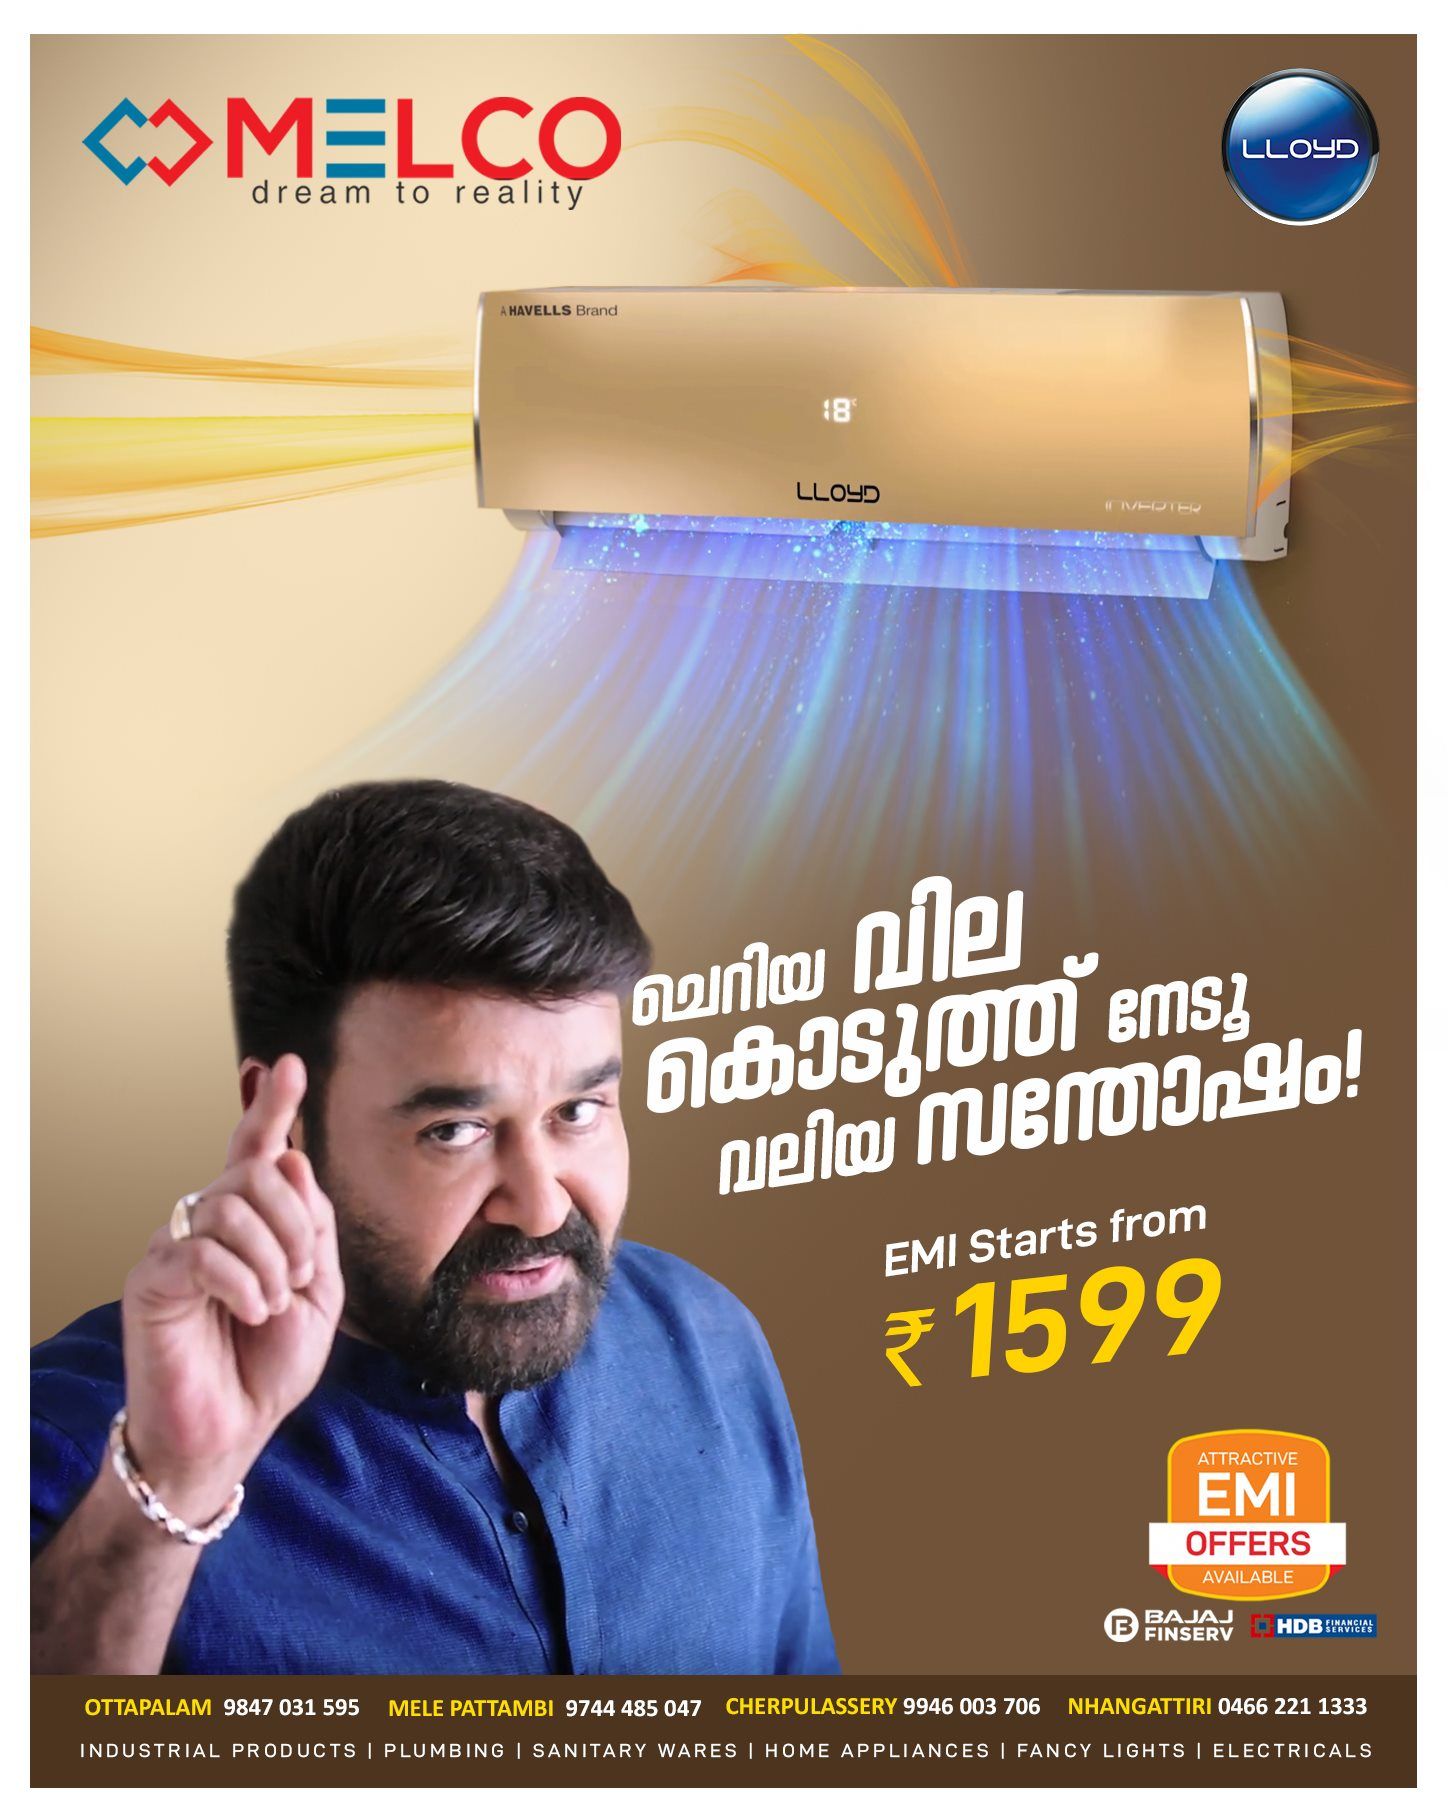 MELCO
dream to reality
LLOYD
A HAVELLS Brand
18°c
LLOYD
INVERTER
ചെറിയ വില
കൊടുത്ത് നേടൂ
വലിയ സന്തോഷം!
EMI Starts from
₹1599
ATTRACTIVE
EMI
OFFERS
AVAILABLE
B BAJAJ FINSERV HDB FINANCIAL SERVICES
OTTAPALAM 9847 031 595 MELE PATTAMBI 9744 485 047 CHERPULASSERY 9946 003 706 NHANGATTIRI 0466 221 1333
INDUSTRIAL PRODUCTS | PLUMBING | SANITARY WARES | HOME APPLIANCES | FANCY LIGHTS | ELECTRICALS